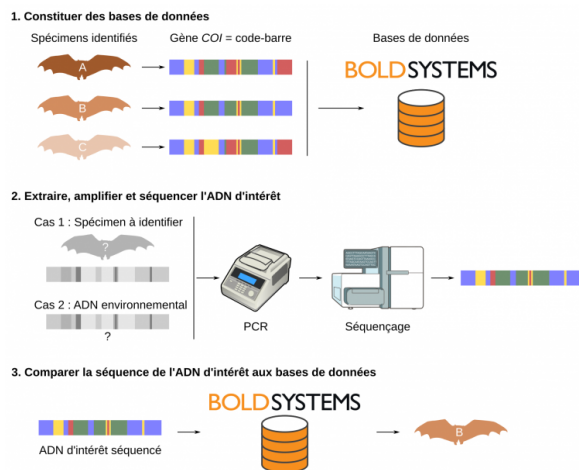 1. Constituer des bases de données
Spécimens identifiés
Gène COI = code-barre
Bases de données
A
BOLDSYSTEMS
B
C
2. Extraire, amplifier et séquencer l'ADN d'intérêt
Cas 1 : Spécimen à identifier
?
Cas 2 : ADN environnemental
?
PCR
Séquençage
3. Comparer la séquence de l'ADN d'intérêt aux bases de données
BOLDSYSTEMS
B
ADN d'intérêt séquencé